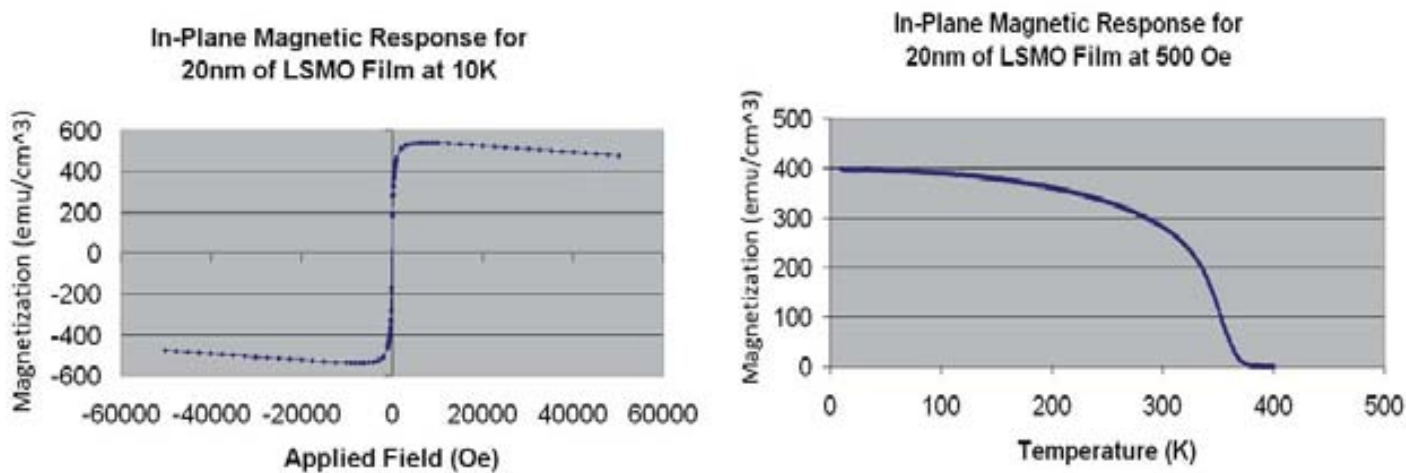 In-Plane Magnetic Response for
20nm of LSMO Film at 10K
Magnetization (emu/cm^3)
600
400
200
0
-200
-400
-600
-60000 -40000 -20000 0 20000 40000 60000
Applied Field (Oe)
In-Plane Magnetic Response for
20nm of LSMO Film at 500 Oe
Magnetization (emu/cm^3)
500
400
300
200
100
0
0 100 200 300 400 500
Temperature (K)